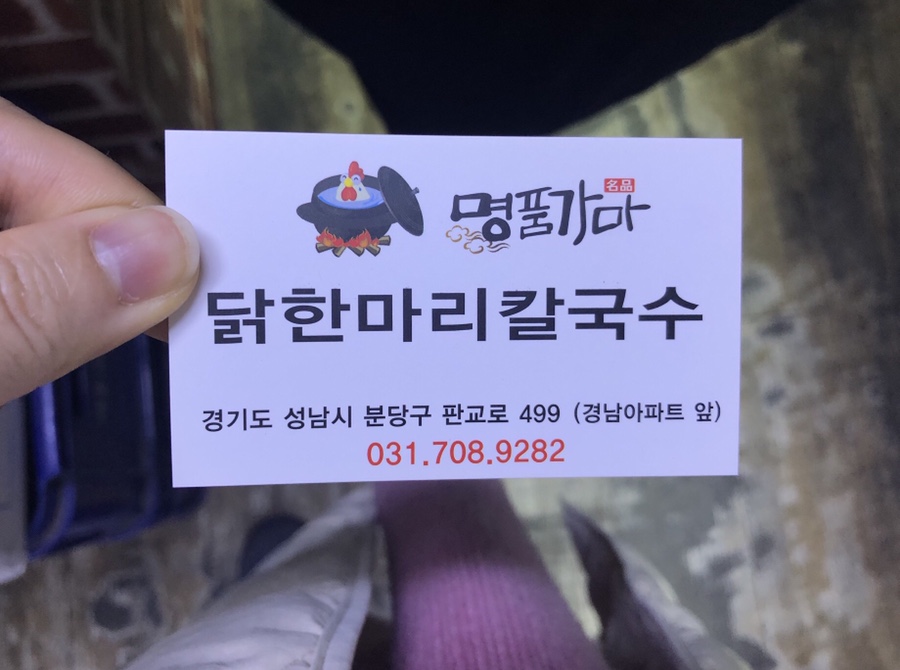 명품가마
名品
닭한마리칼국수
경기도 성남시 분당구 판교로 499 (경남아파트 앞)
031.708.9282